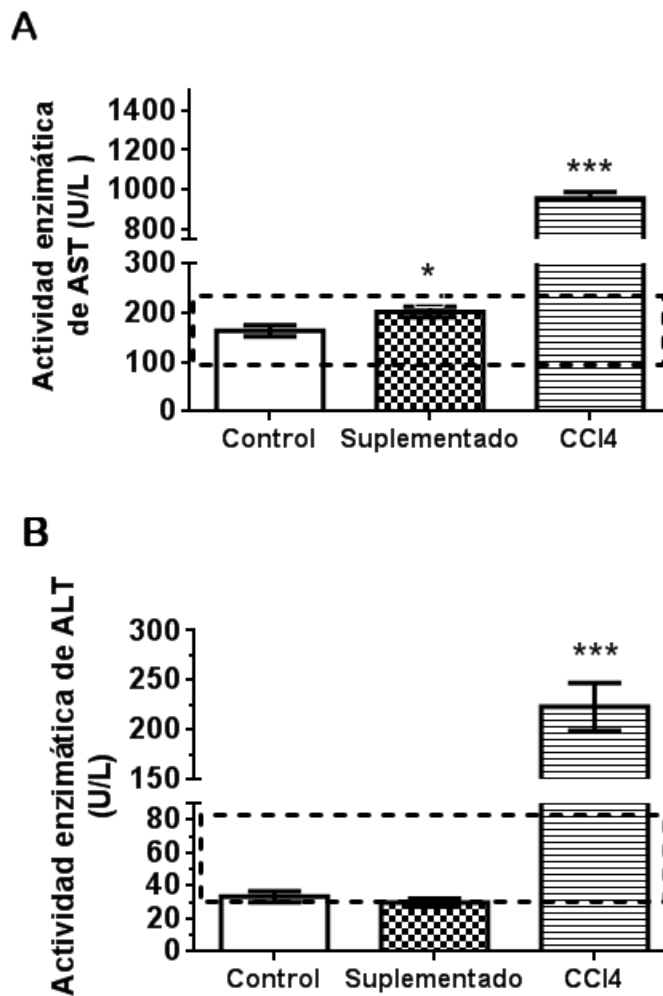 A
Actividad enzimática
de AST (U/L )
1400
1200
1000
800
300
200
100
0
*
***
Control Suplementado CCl4
B
Actividad enzimática de ALT
(U/L)
300
250
200
150
80
60
40
20
0
***
Control Suplementado CCl4